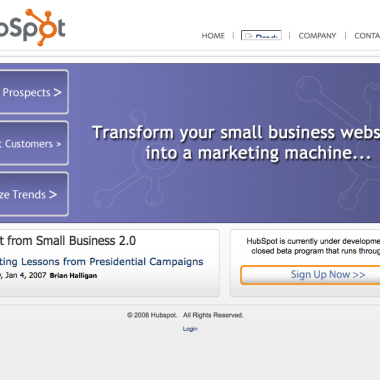 bSpot
HOME | | COMPANY | CONTA
Prospects >
t Customers >
ze Trends >
Transform your small business webs
into a marketing machine...
t from Small Business 2.0
ting Lessons from Presidential Campaigns
, Jan 4, 2007 Brian Halligan
HubSpot is currently under developme
closed beta program that runs throug
Sign Up Now >>
© 2006 Hubspot. All Rights Reserved.
Login